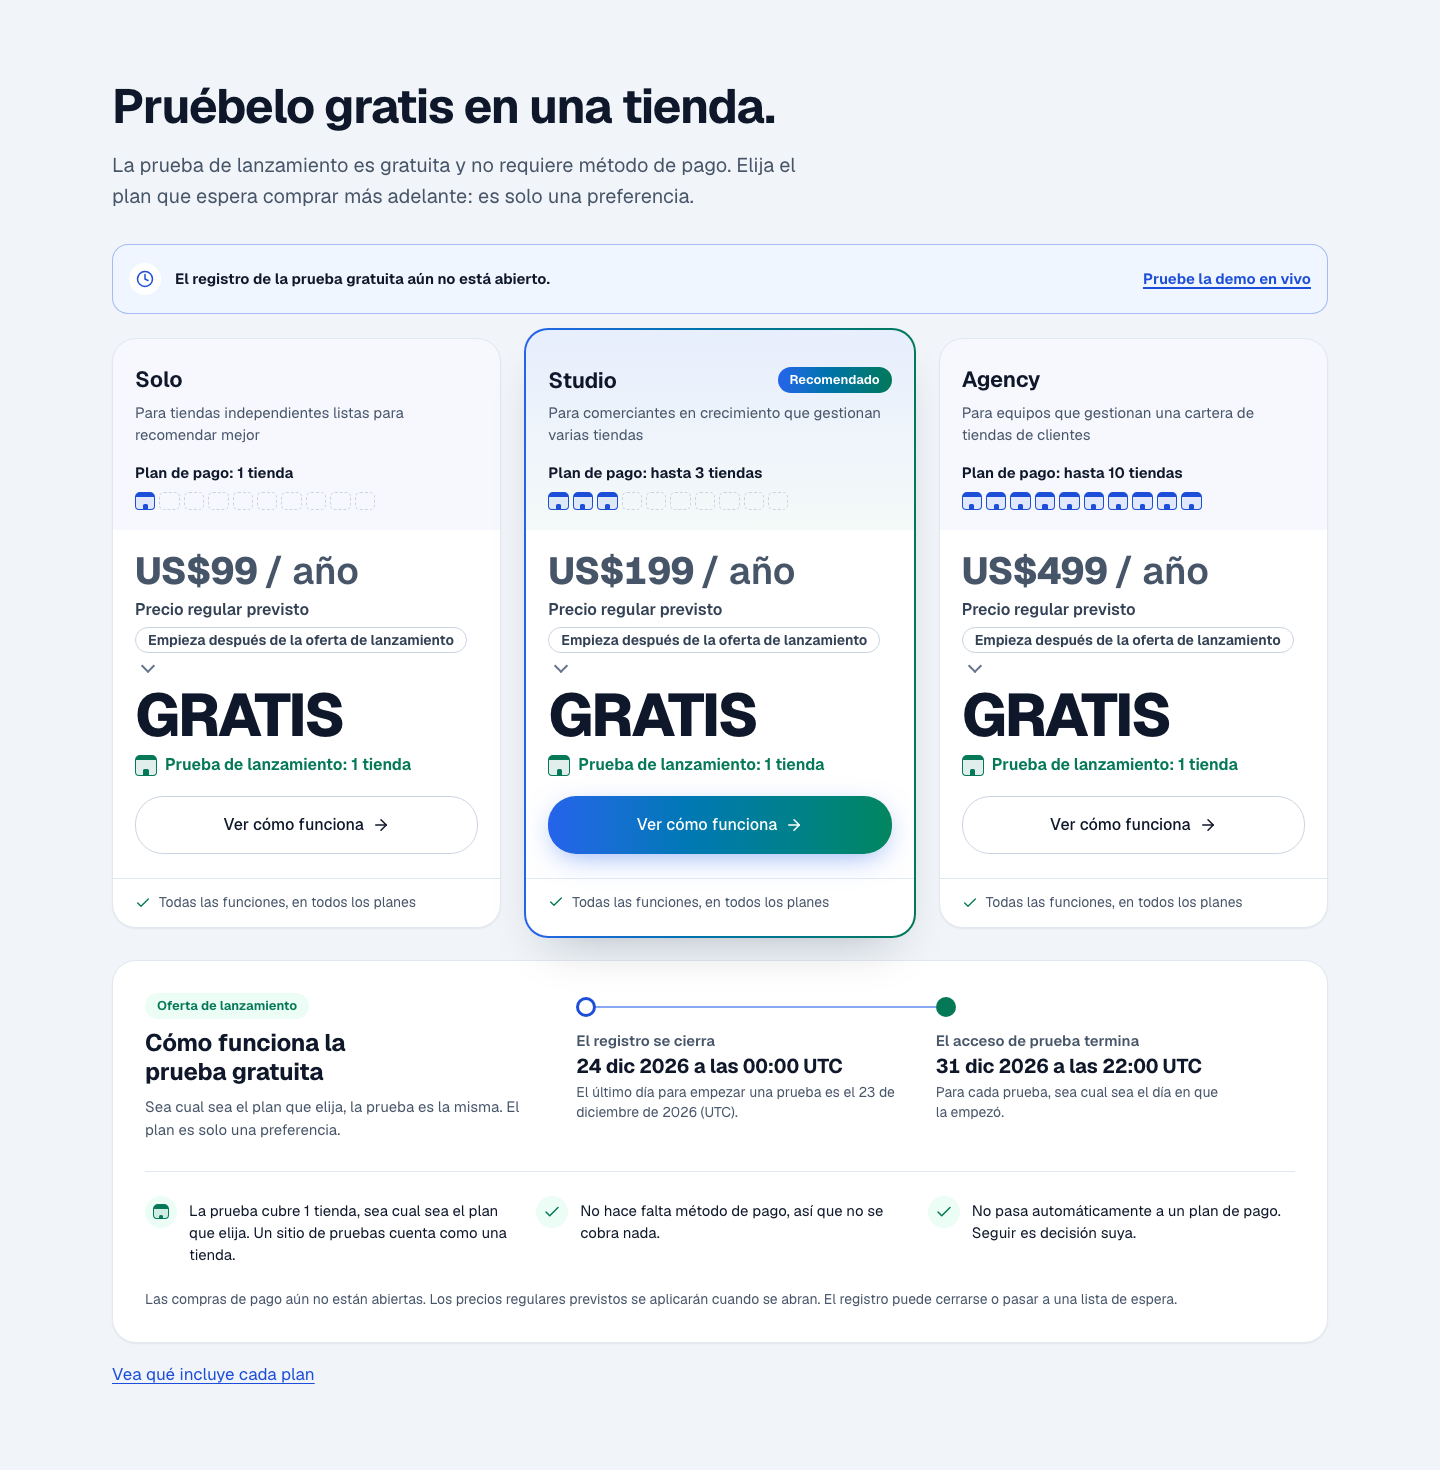 Pruébelo gratis en una tienda.
La prueba de lanzamiento es gratuita y no requiere método de pago. Elija el
plan que espera comprar más adelante: es solo una preferencia.
El registro de la prueba gratuita aún no está abierto.
Pruebe la demo en vivo
Solo
Para tiendas independientes listas para
recomendar mejor
Plan de pago: 1 tienda
US$99 / año
Precio regular previsto
Empieza después de la oferta de lanzamiento
GRATIS
Prueba de lanzamiento: 1 tienda
Ver cómo funciona
Todas las funciones, en todos los planes
Studio
Recomendado
Para comerciantes en crecimiento que gestionan
varias tiendas
Plan de pago: hasta 3 tiendas
US$199 / año
Precio regular previsto
Empieza después de la oferta de lanzamiento
GRATIS
Prueba de lanzamiento: 1 tienda
Ver cómo funciona
Todas las funciones, en todos los planes
Agency
Para equipos que gestionan una cartera de
tiendas de clientes
Plan de pago: hasta 10 tiendas
US$499 / año
Precio regular previsto
Empieza después de la oferta de lanzamiento
GRATIS
Prueba de lanzamiento: 1 tienda
Ver cómo funciona
Todas las funciones, en todos los planes
Oferta de lanzamiento
Cómo funciona la
prueba gratuita
Sea cual sea el plan que elija, la prueba es la misma. El
plan es solo una preferencia.
El registro se cierra
24 dic 2026 a las 00:00 UTC
El último día para empezar una prueba es el 23 de
diciembre de 2026 (UTC).
El acceso de prueba termina
31 dic 2026 a las 22:00 UTC
Para cada prueba, sea cual sea el día en que
la empezó.
La prueba cubre 1 tienda, sea cual sea el plan
que elija. Un sitio de pruebas cuenta como una
tienda.
No hace falta método de pago, así que no se
cobra nada.
No pasa automáticamente a un plan de pago.
Seguir es decisión suya.
Las compras de pago aún no están abiertas. Los precios regulares previstos se aplicarán cuando se abran. El registro puede cerrarse o pasar a una lista de espera.
Vea qué incluye cada plan